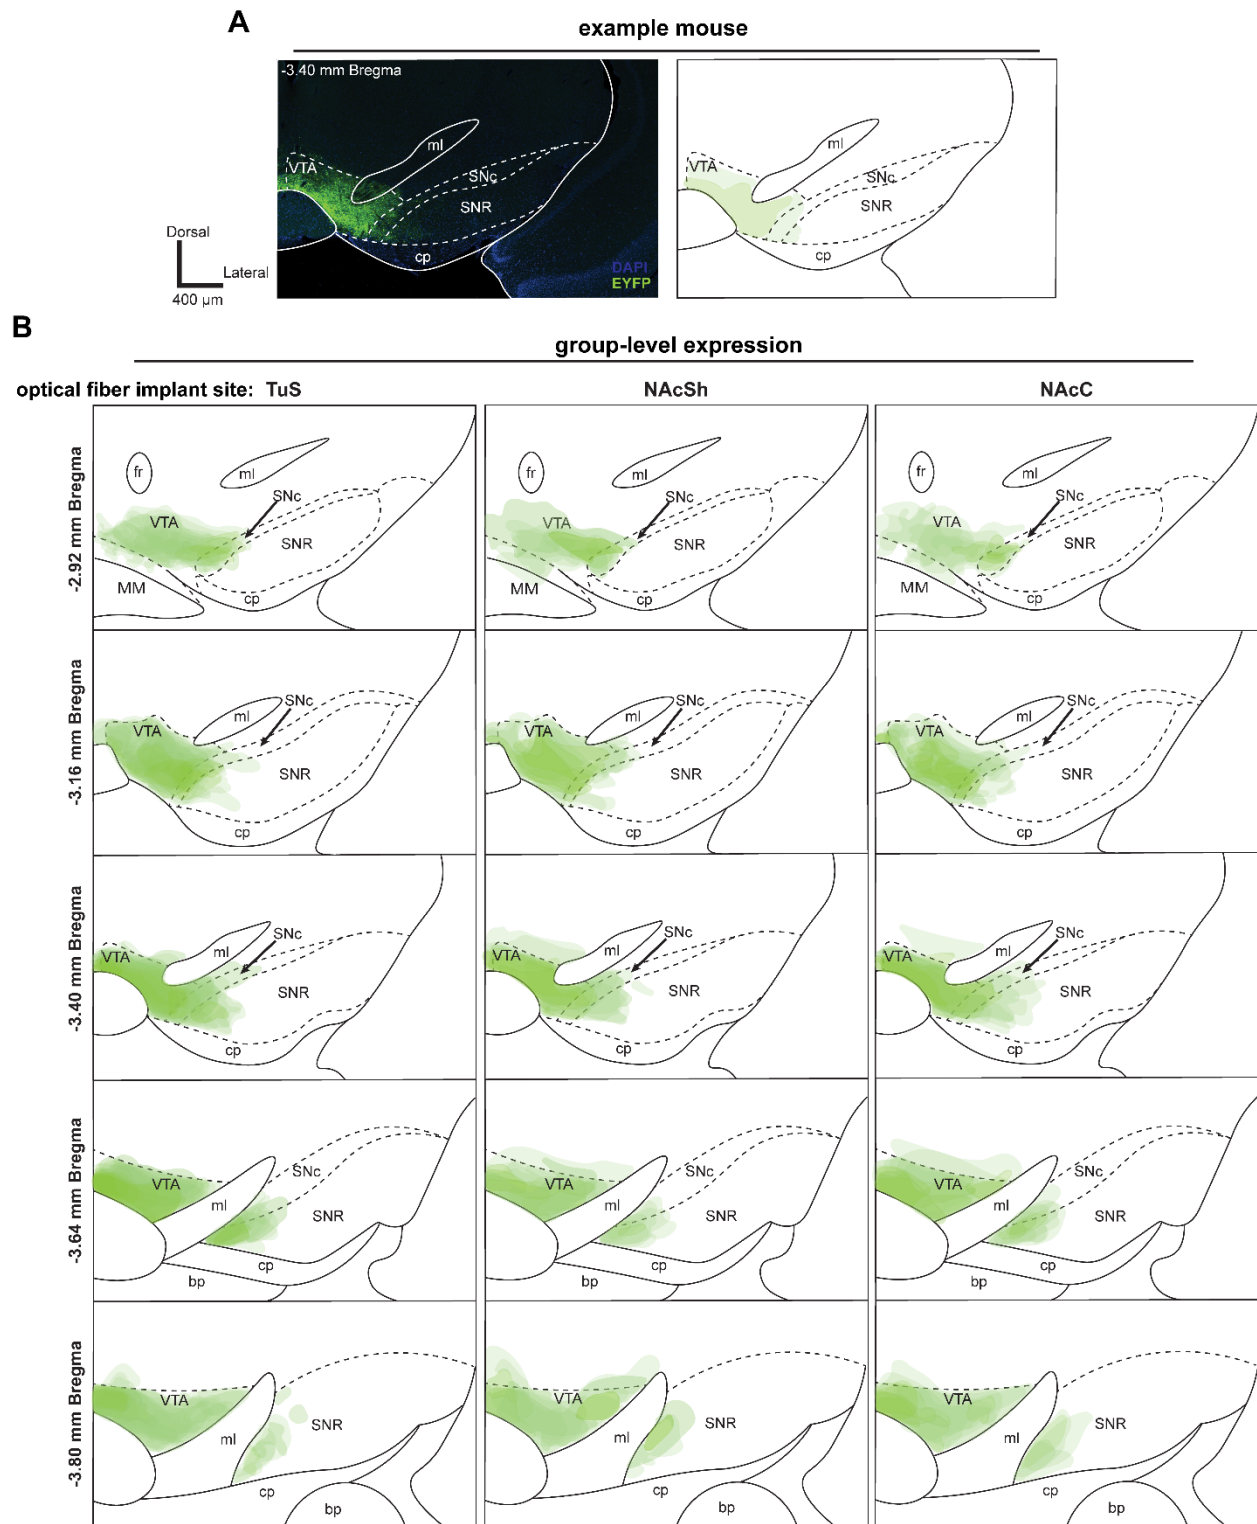 A
example mouse
-3.40 mm Bregma
ml
VTA
SNc
SNR
cp
DAPI
EYFP
ml
VTA
SNc
SNR
cp
Dorsal
Lateral
400 µm
B
group-level expression
optical fiber implant site: TuS NAcSh NAcC
-2.92 mm Bregma
fr
ml
SNc
VTA
SNR
MM
cp
fr
ml
SNc
VTA
SNR
MM
cp
fr
ml
SNc
VTA
SNR
MM
cp
-3.16 mm Bregma
SNc
ml
VTA
SNR
cp
SNc
ml
VTA
SNR
cp
SNc
ml
VTA
SNR
cp
-3.40 mm Bregma
SNc
ml
VTA
SNR
cp
SNc
ml
VTA
SNR
cp
SNc
ml
VTA
SNR
cp
-3.64 mm Bregma
SNc
VTA
ml
SNR
cp
bp
SNc
VTA
ml
SNR
cp
bp
SNc
VTA
ml
SNR
cp
bp
-3.80 mm Bregma
VTA
SNR
ml
cp
bp
VTA
SNR
ml
cp
bp
VTA
SNR
ml
cp
bp